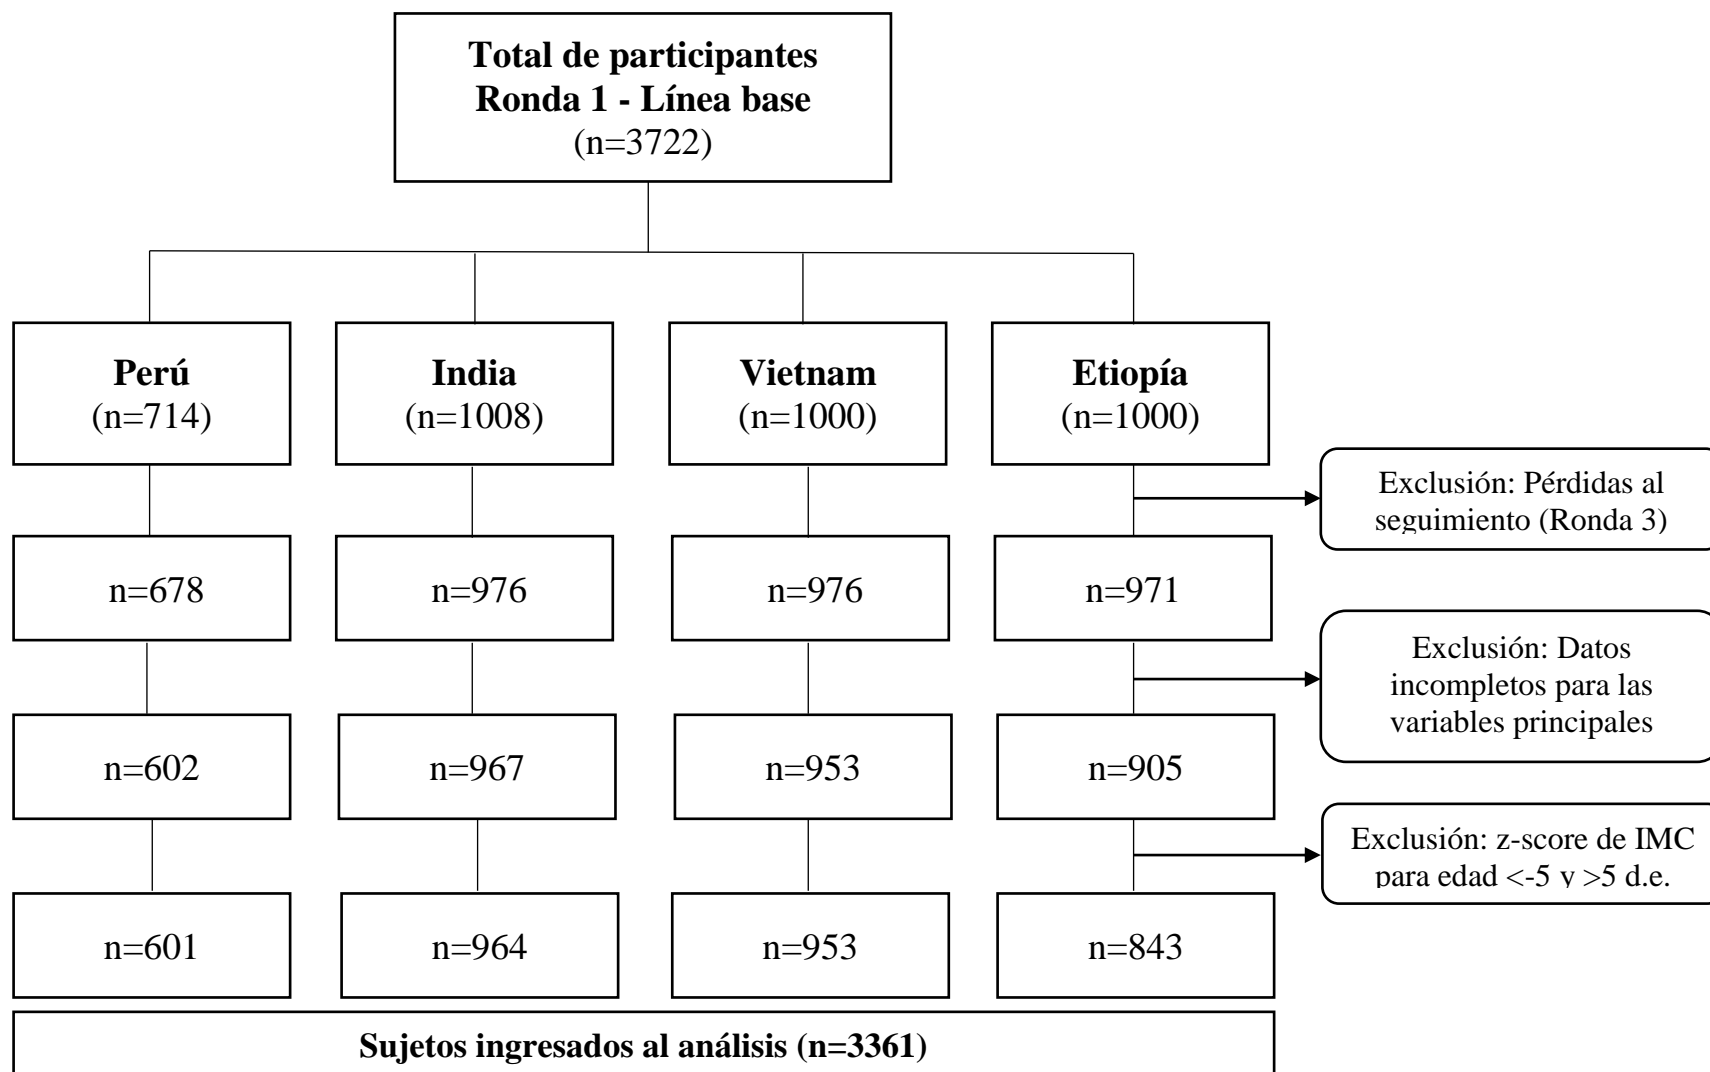 Total de participantes
Ronda 1 - Línea base
(n=3722)
Perú
(n=714)
India
(n=1008)
Vietnam
(n=1000)
Etiopía
(n=1000)
Exclusión: Pérdidas al
seguimiento (Ronda 3)
n=678
n=976
n=976
n=971
Exclusión: Datos
incompletos para las
variables principales
n=602
n=967
n=953
n=905
Exclusión: z-score de IMC
para edad <-5 y >5 d.e.
n=601
n=964
n=953
n=843
Sujetos ingresados al análisis (n=3361)